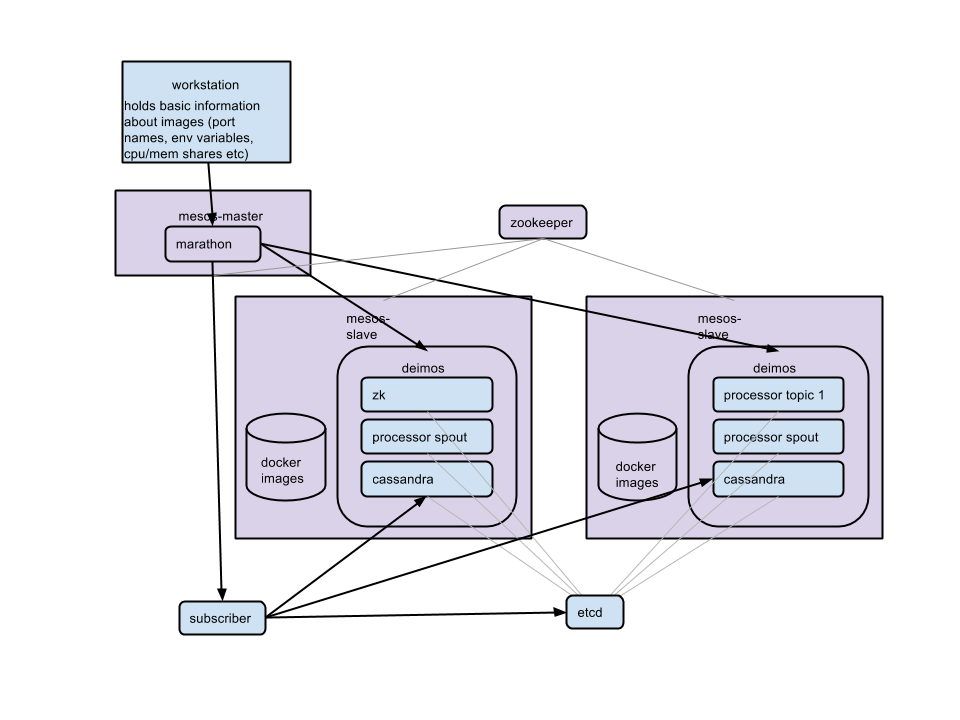 workstation
holds basic information
about images (port
names, env variables,
cpu/mem shares etc)
mesos-master
marathon
zookeeper
mesos-
slave
deimos
zk
processor spout
cassandra
docker
images
mesos-
slave
deimos
processor topic 1
processor spout
cassandra
docker
images
subscriber
etcd